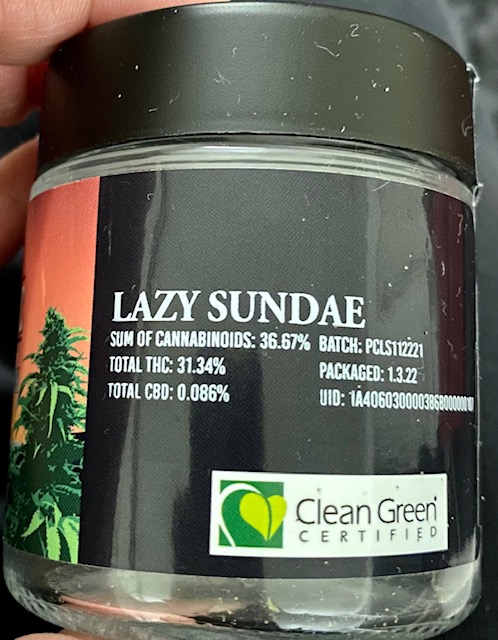 LAZY SUNDAE
SUM OF CANNABINOIDS: 36.67% BATCH: PCLS112221
TOTAL THC: 31.34% PACKAGED: 1.3.22
TOTAL CBD: 0.086% UID:
Clean Green
CERTIFIED